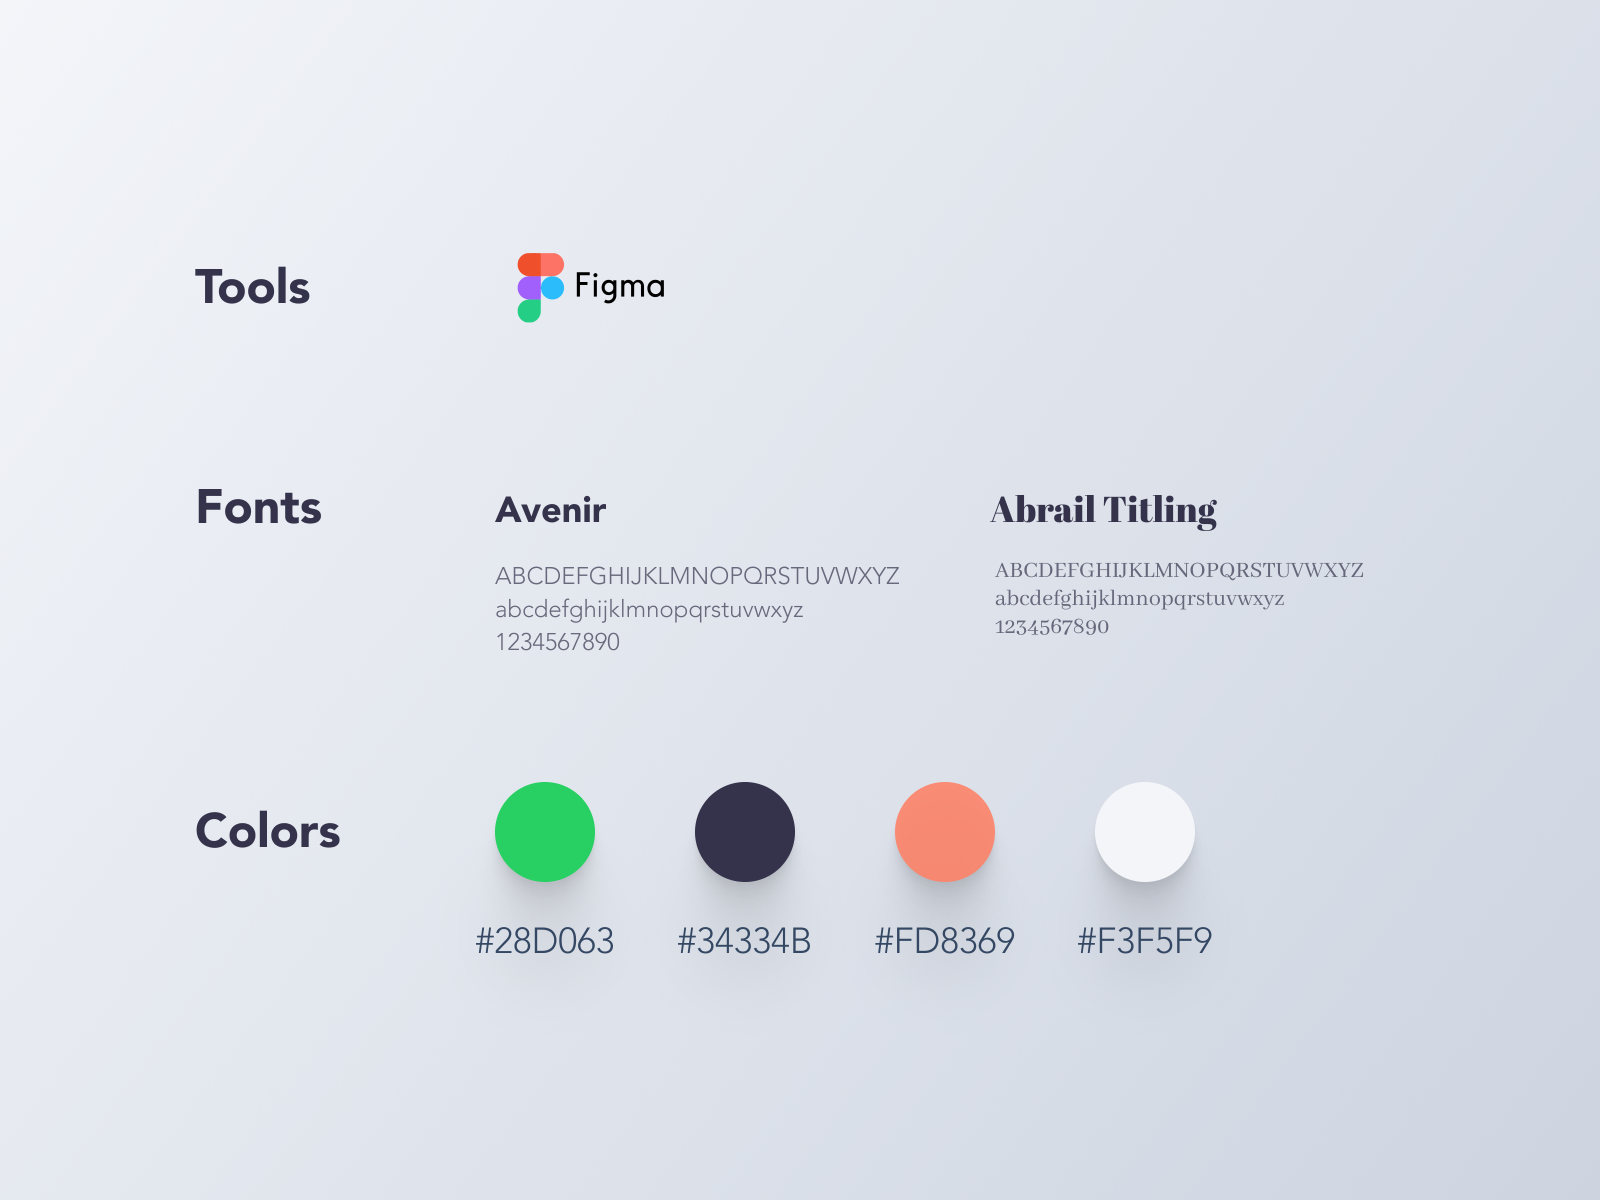 Tools
Figma
Fonts
Avenir
ABCDEFGHIJKLMNOPQRSTUVWXYZ
abcdefghijklmnopqrstuvwxyz
1234567890
Abrail Titling
ABCDEFGHIJKLMNOPQRSTUVWXYZ
abcdefghijklmnopqrstuvwxyz
1234567890
Colors
#28D063
#34334B
#FD8369
#F3F5F9